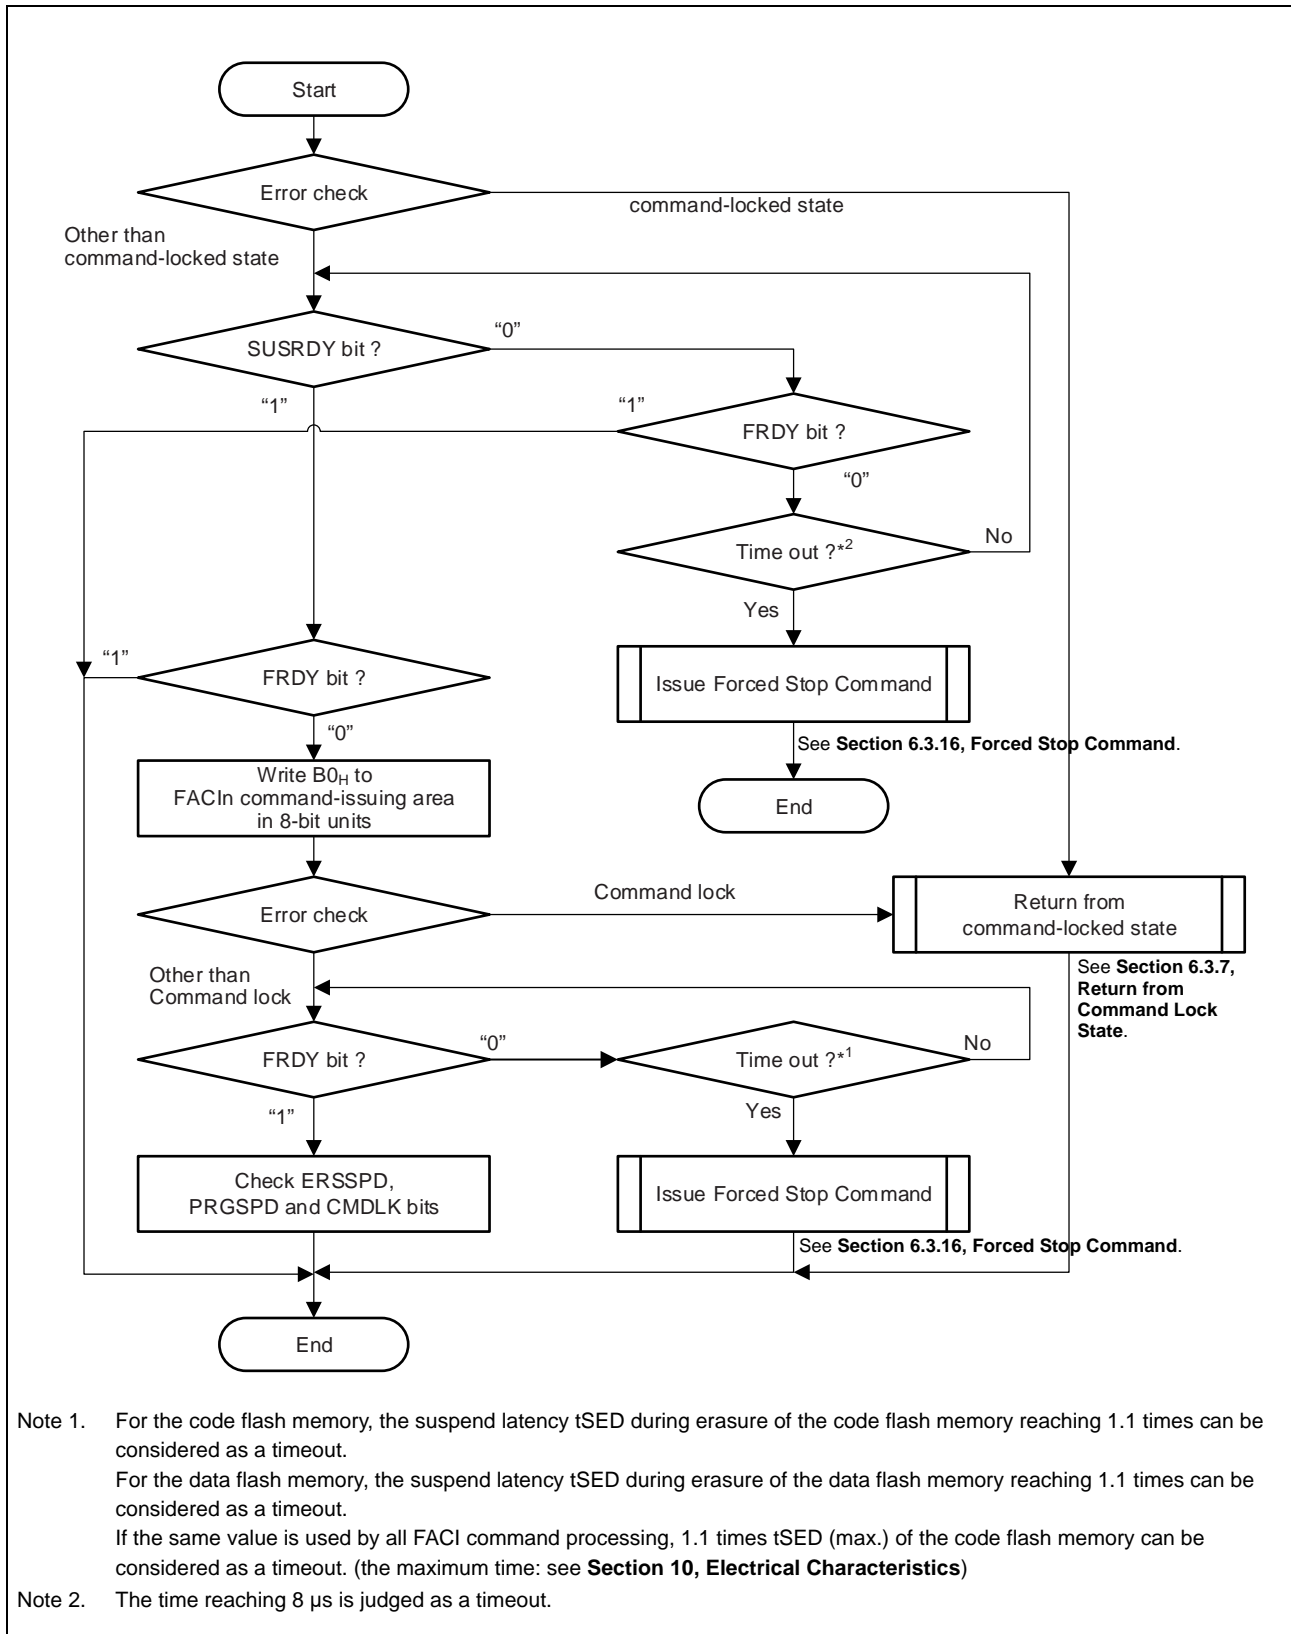 Start
Error check
command-locked state
Other than
command-locked state
SUSRDY bit ?
“0”
“1”
“1”
FRDY bit ?
“0”
Time out ?*2
No
Yes
“1”
FRDY bit ?
Issue Forced Stop Command
“0”
See Section 6.3.16, Forced Stop Command.
Write B0H to
FACIn command-issuing area
in 8-bit units
End
Error check
Command lock
Return from
command-locked state
Other than
Command lock
See Section 6.3.7,
Return from
Command Lock
State.
FRDY bit ?
“0”
Time out ?*1
No
“1”
Yes
Check ERSSPD,
PRGSPD and CMDLK bits
Issue Forced Stop Command
See Section 6.3.16, Forced Stop Command.
End
Note 1. For the code flash memory, the suspend latency tSED during erasure of the code flash memory reaching 1.1 times can be
considered as a timeout.
For the data flash memory, the suspend latency tSED during erasure of the data flash memory reaching 1.1 times can be
considered as a timeout.
If the same value is used by all FACI command processing, 1.1 times tSED (max.) of the code flash memory can be
considered as a timeout. (the maximum time: see Section 10, Electrical Characteristics)
Note 2. The time reaching 8 µs is judged as a timeout.